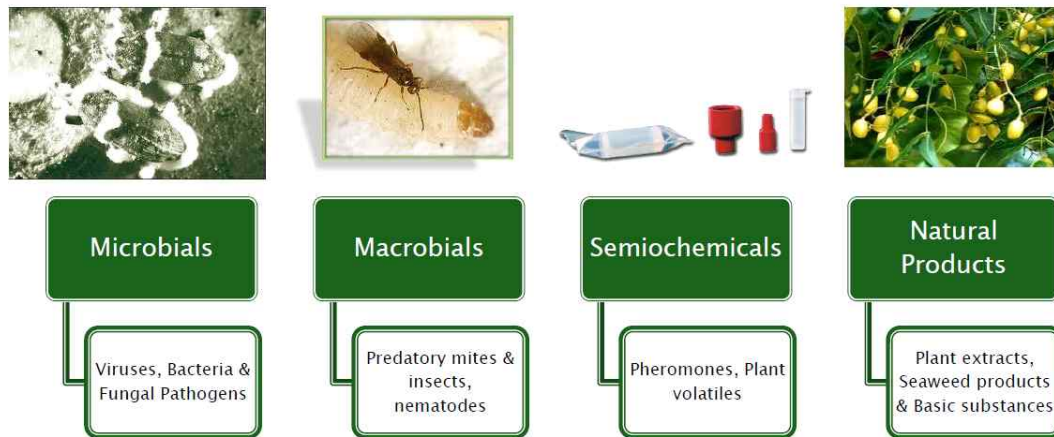 Microbials
Macrobials
Semiochemicals
Natural
Products
Viruses, Bacteria &
Fungal Pathogens
Predatory mites &
insects,
nematodes
Pheromones, Plant
volatiles
Plant extracts,
Seaweed products
& Basic substances